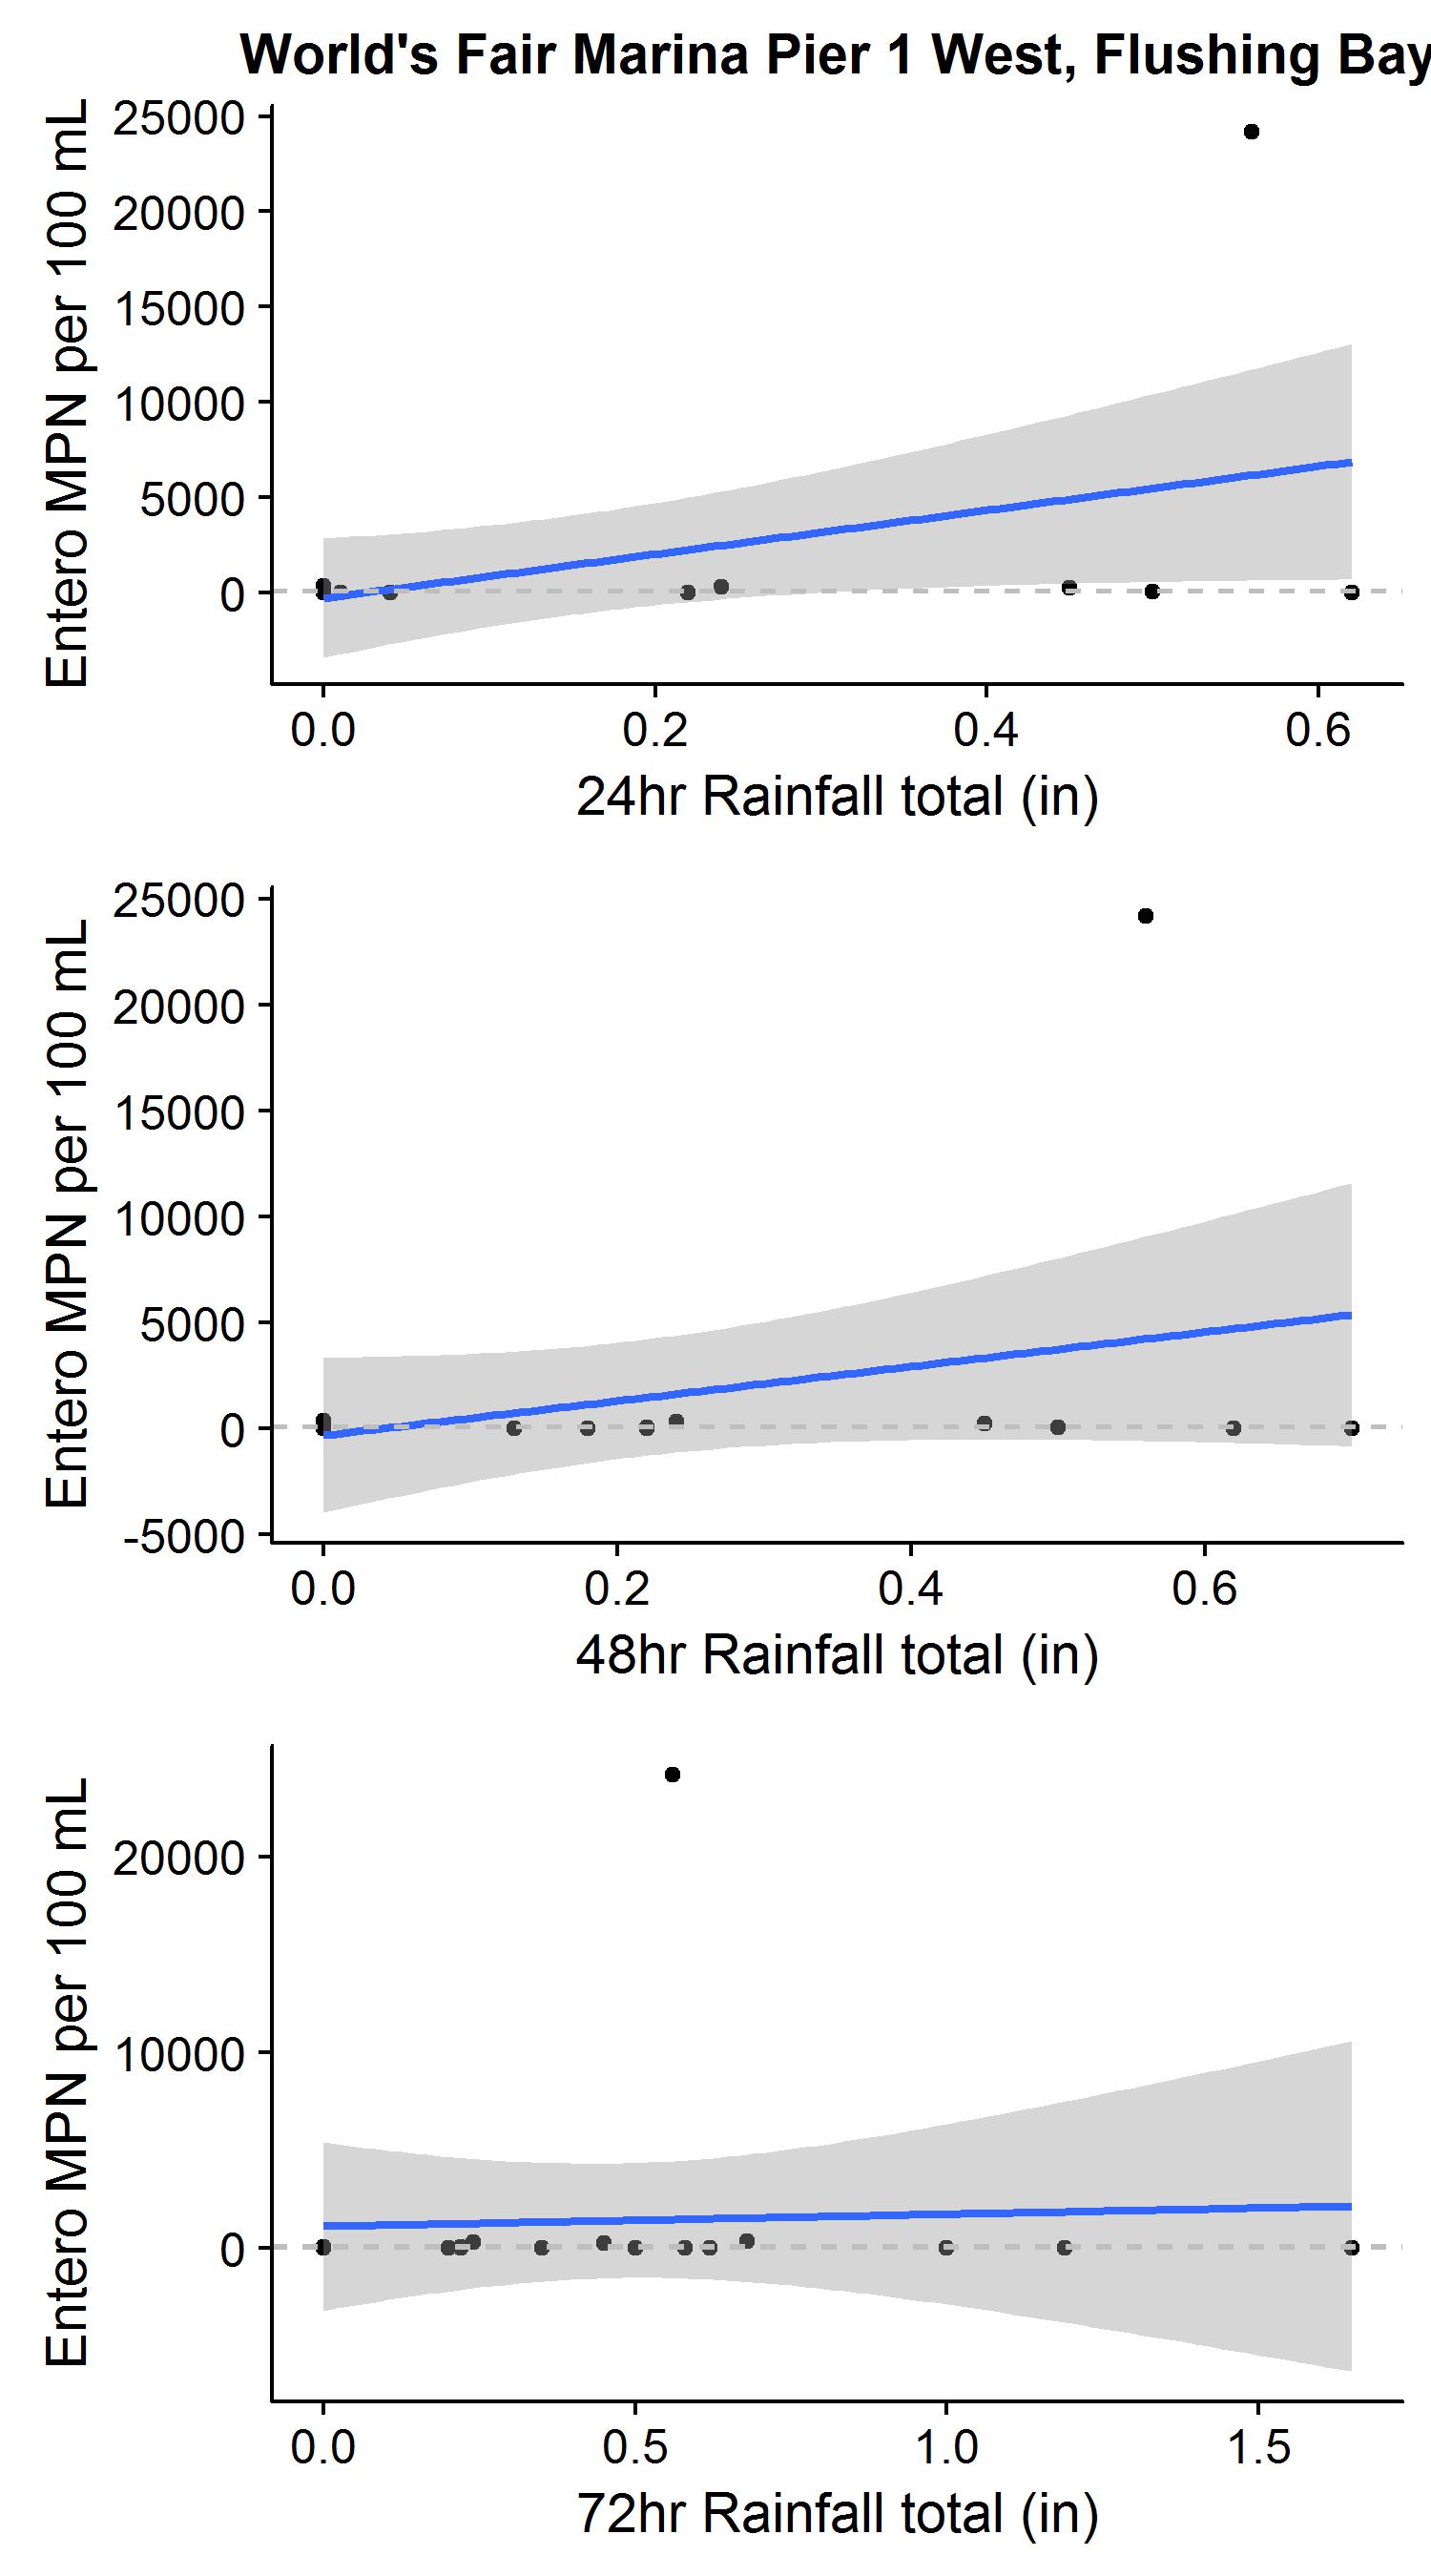 World's Fair Marina Pier 1 West, Flushing Bay
Entero MPN per 100 mL
25000
20000
15000
10000
5000
0
0.0 0.2 0.4 0.6
24hr Rainfall total (in)
Entero MPN per 100 mL
25000
20000
15000
10000
5000
0
-5000
0.0 0.2 0.4 0.6
48hr Rainfall total (in)
Entero MPN per 100 mL
20000
10000
0
0.0 0.5 1.0 1.5
72hr Rainfall total (in)